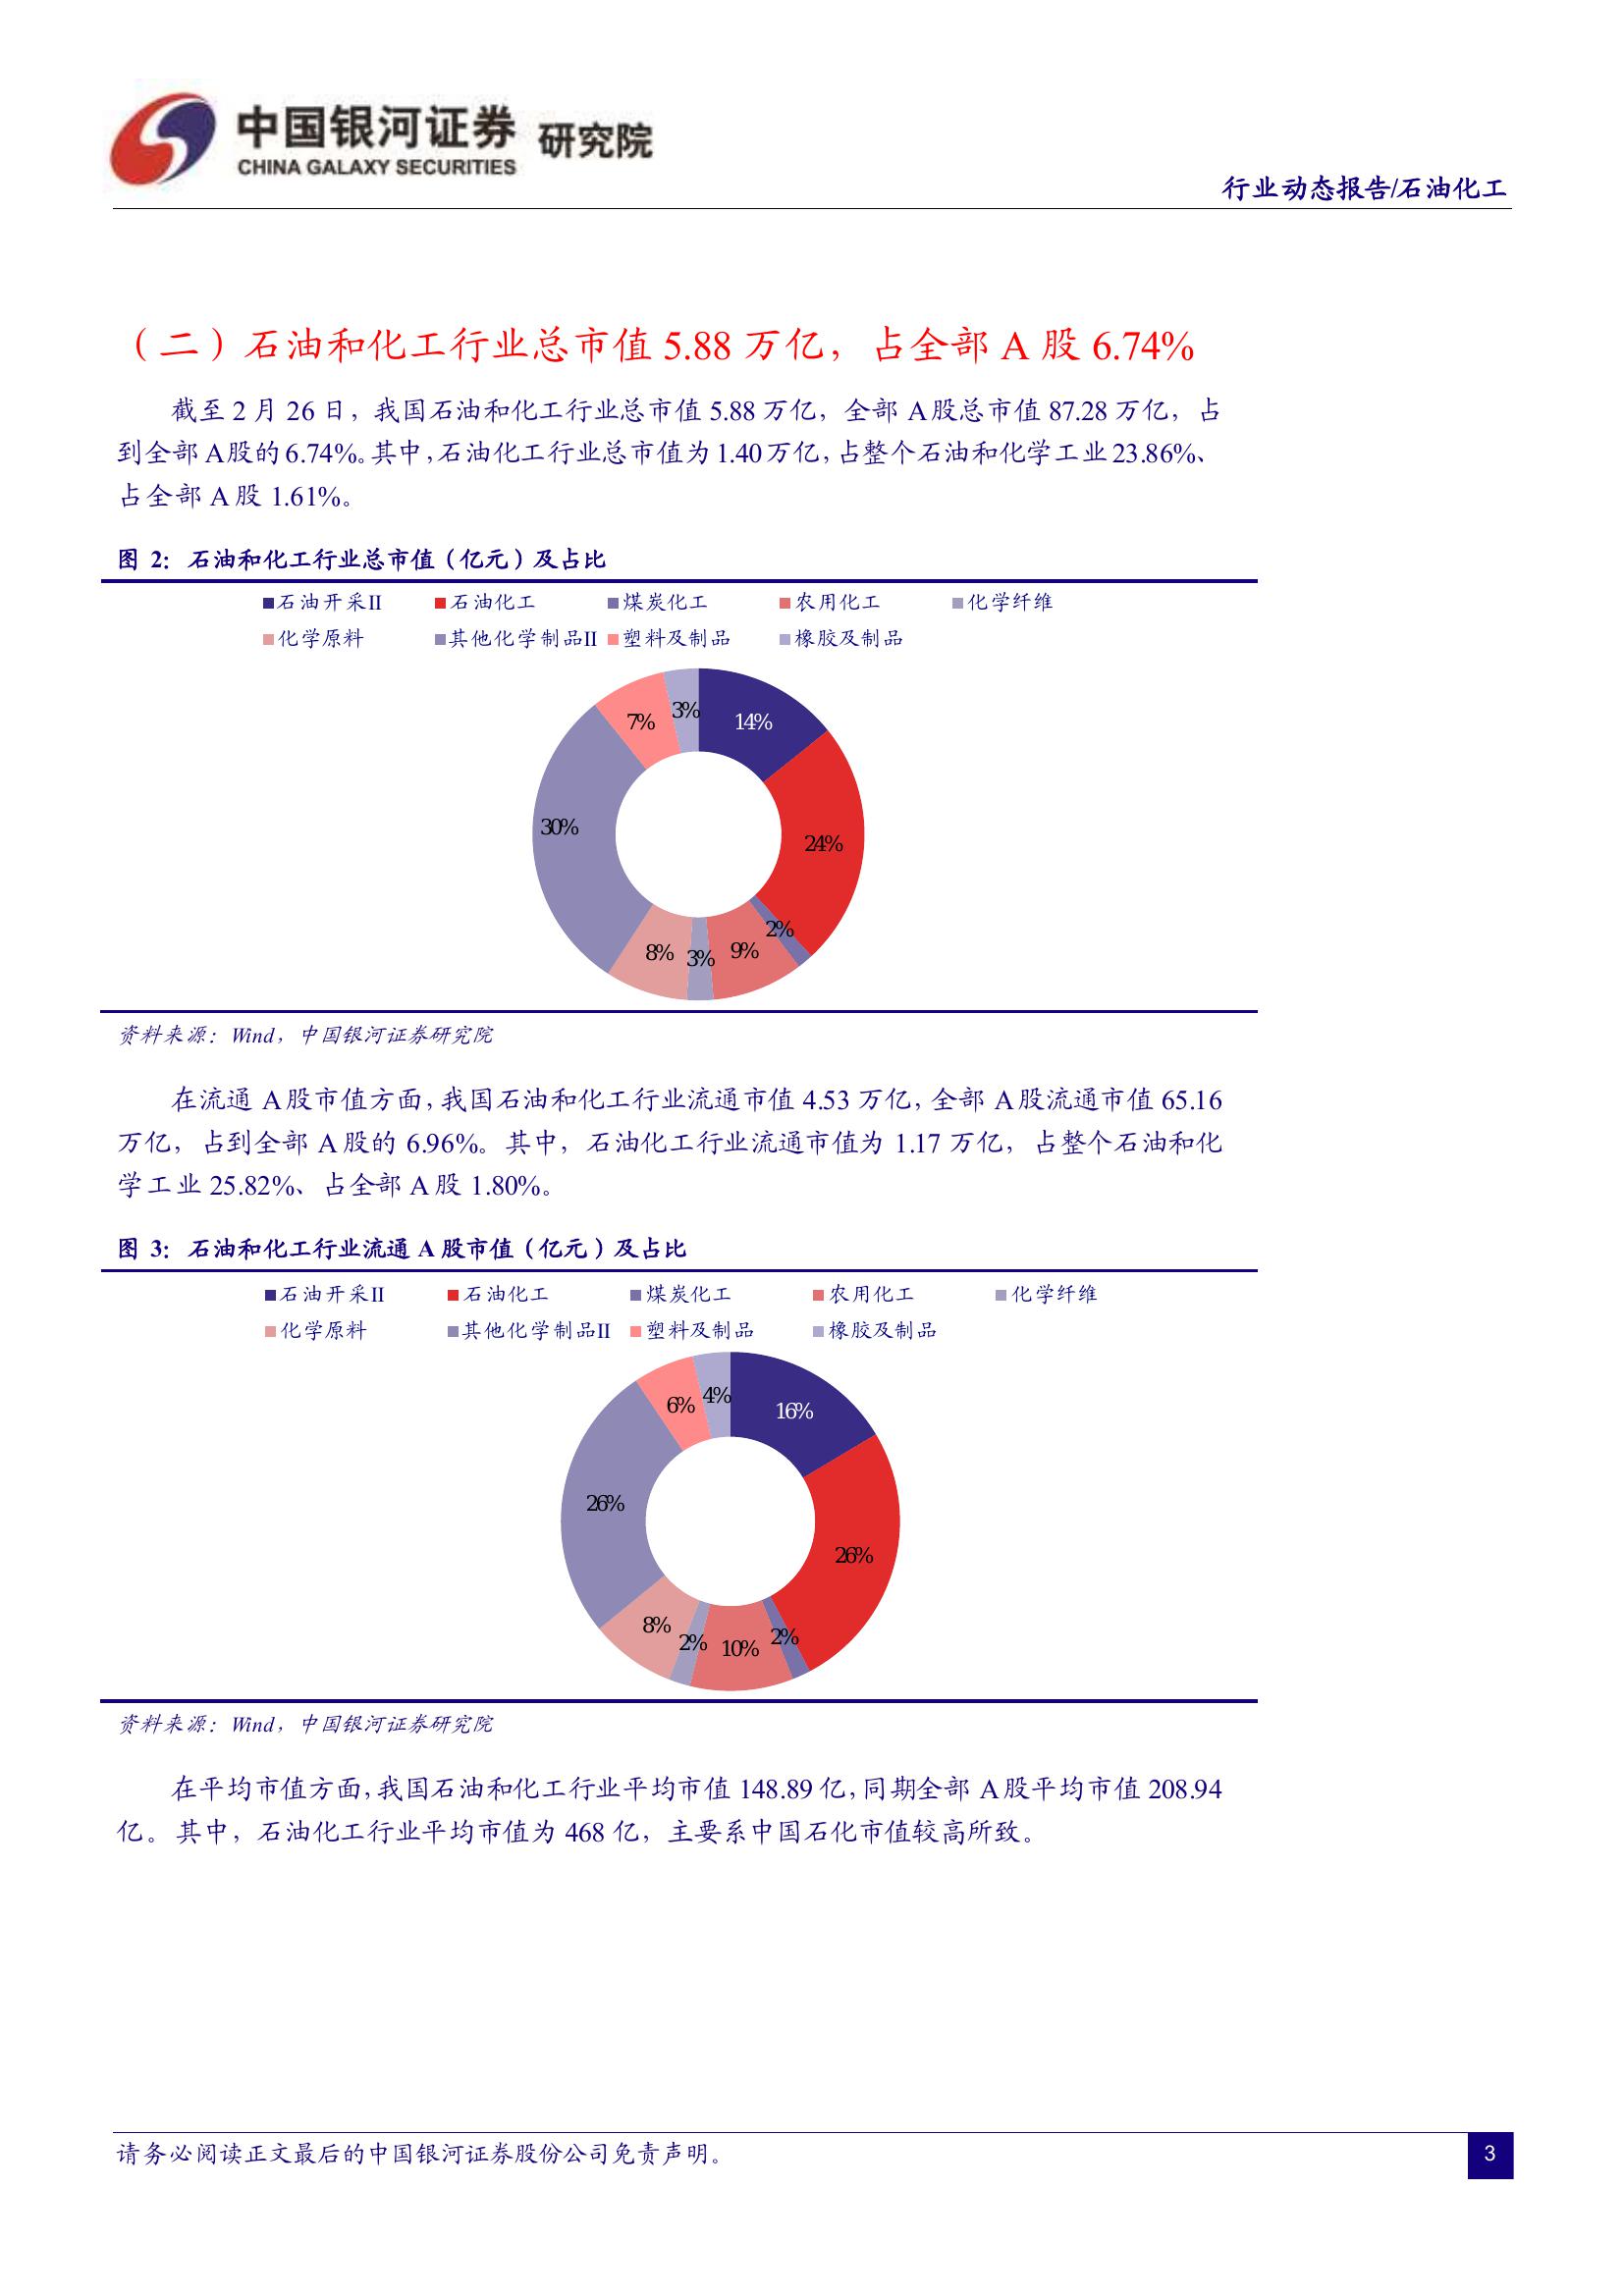 中国银河证券 研究院
CHINA GALAXY SECURITIES
行业动态报告/石油化工
（二）石油和化工行业总市值 5.88 万亿，占全部 A 股 6.74%
截至 2 月 26 日，我国石油和化工行业总市值 5.88 万亿，全部 A 股总市值 87.28 万亿，占
到全部 A 股的 6.74%。其中，石油化工行业总市值为 1.40 万亿，占整个石油和化学工业 23.86%、
占全部 A 股 1.61%。
图 2：石油和化工行业总市值（亿元）及占比
石油开采II 石油化工 煤炭化工 农用化工 化学纤维
化学原料 其他化学制品II 塑料及制品 橡胶及制品
3%
7%
14%
30%
24%
2%
8%
3%
9%
资料来源：Wind，中国银河证券研究院
在流通 A 股市值方面，我国石油和化工行业流通市值 4.53 万亿，全部 A 股流通市值 65.16
万亿，占到全部 A 股的 6.96%。其中，石油化工行业流通市值为 1.17 万亿，占整个石油和化
学工业 25.82%、占全部 A 股 1.80%。
图 3：石油和化工行业流通 A 股市值（亿元）及占比
石油开采II 石油化工 煤炭化工 农用化工 化学纤维
化学原料 其他化学制品II 塑料及制品 橡胶及制品
4%
6%
16%
26%
26%
8%
2%
10%
2%
资料来源：Wind，中国银河证券研究院
在平均市值方面，我国石油和化工行业平均市值 148.89 亿，同期全部 A 股平均市值 208.94
亿。其中，石油化工行业平均市值为 468 亿，主要系中国石化市值较高所致。
请务必阅读正文最后的中国银河证券股份公司免责声明。
3